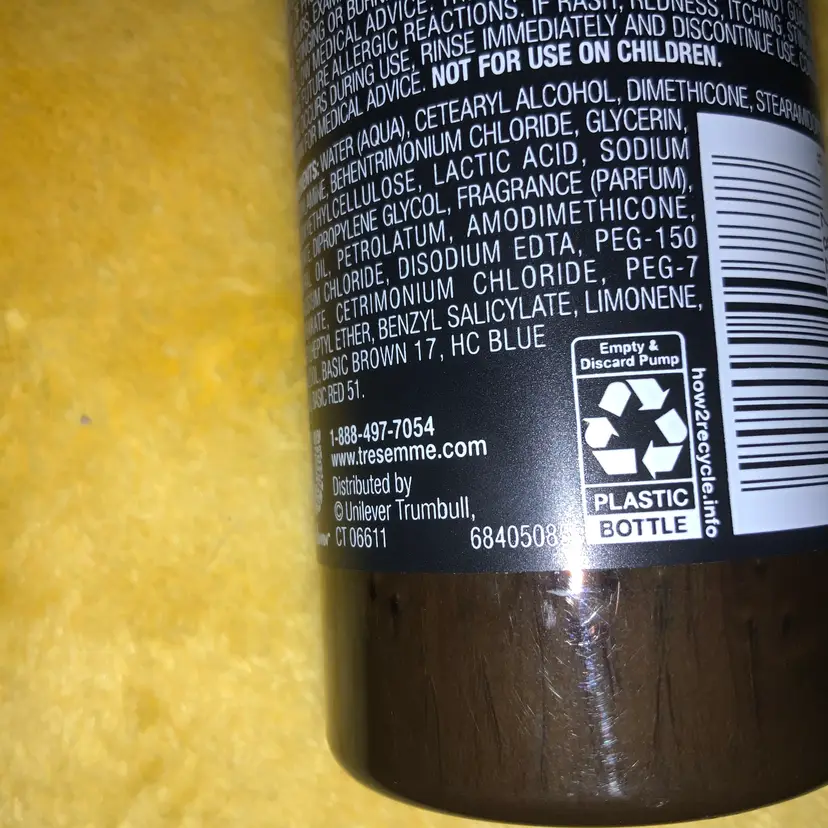 MEDICAL ADVICE.
ALLERGIC REACTIONS. IF RASH, REDNESS, ITCHING,
DURING USE, RINSE IMMEDIATELY AND DISCONTINUE USE.
FOR MEDICAL ADVICE. NOT FOR USE ON CHILDREN.
WATER (AQUA), CETEARYL ALCOHOL, DIMETHICONE,
BEHENTRIMONIUM CHLORIDE, GLYCERIN,
LACTIC ACID, SODIUM
DIPROPYLENE GLYCOL, FRAGRANCE (PARFUM),
OIL, PETROLATUM, AMODIMETHICONE,
CHLORIDE, DISODIUM EDTA, PEG-150
CETRIMONIUM CHLORIDE, PEG-7
ETHER, BENZYL SALICYLATE, LIMONENE,
BASIC BROWN 17, HC BLUE
BASIC RED 51.
1-888-497-7054
www.tresemme.com
Distributed by
© Unilever Trumbull,
CT 06611
6840508
Empty &
Discard Pump
PLASTIC
BOTTLE
how2recycle.info